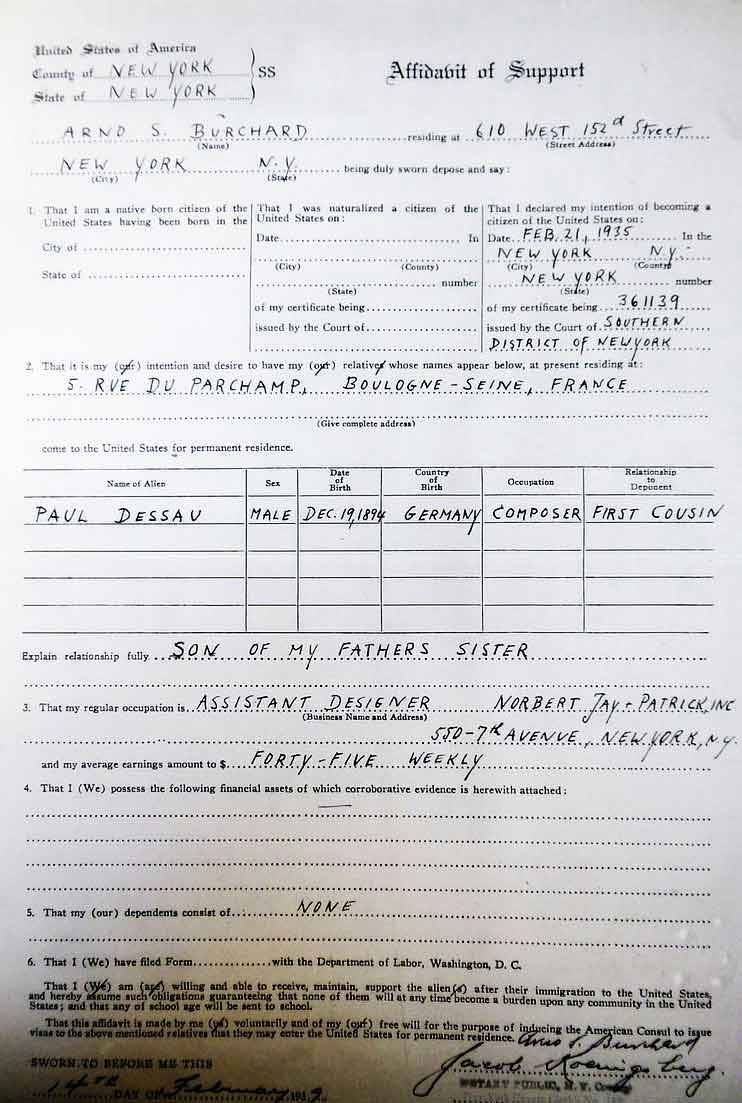 United States of America
County of NEW YORK
State of NEW YORK
SS
Affidavit of Support
ARNO S. BURCHARD residing at 610 WEST 152d Street
(Name) (Street Address)
NEW YORK N.Y. being duly sworn depose and say:
(City) (State)
1. That I am a native born citizen of the
United States having been born in the
City of
State of
That I was naturalized a citizen of the
United States on:
Date In
(City) (County)
number
(State)
of my certificate being
issued by the Court of
That I declared my intention of becoming a
citizen of the United States on:
Date FEB. 21, 1935 In the
NEW YORK N.Y.
(City) (County)
NEW YORK number
(State)
of my certificate being 361139
issued by the Court of SOUTHERN
DISTRICT OF NEWYORK
2. That it is my (our) intention and desire to have my (our) relatives whose names appear below, at present residing at:
5. RUE DU PARCHAMP, BOULOGNE-SEINE, FRANCE
(Give complete address)
come to the United States for permanent residence.
Name of Alien Sex Date of Birth Country of Birth Occupation Relationship to Deponent
PAUL DESSAU MALE DEC. 19, 1894 GERMANY COMPOSER FIRST COUSIN
Explain relationship fully SON OF MY FATHERS SISTER
3. That my regular occupation is ASSISTANT DESIGNER NORBERT JAY - PATRICK, INC
(Business Name and Address)
550-7th AVENUE, NEWYORK, N.Y.
and my average earnings amount to $ FORTY-FIVE WEEKLY
4. That I (We) possess the following financial assets of which corroborative evidence is herewith attached:
5. That my (our) dependents consist of NONE
6. That I (We) have filed Form with the Department of Labor, Washington, D. C.
That I (We) am (are) willing and able to receive, maintain, support the alien(s) after their immigration to the United States,
and hereby assume such obligations guaranteeing that none of them will at any time become a burden upon any community in the United
States; and that any of school age will be sent to school.
That this affidavit is made by me (us) voluntarily and of my (our) free will for the purpose of inducing the American Consul to issue
visas to the above mentioned relatives that they may enter the United States for permanent residence.
Arno S. Burchard
SWORN TO BEFORE ME THIS
Jacob Koenigsberg
14TH DAY OF February 193
NOTARY PUBLIC, N. Y. Co